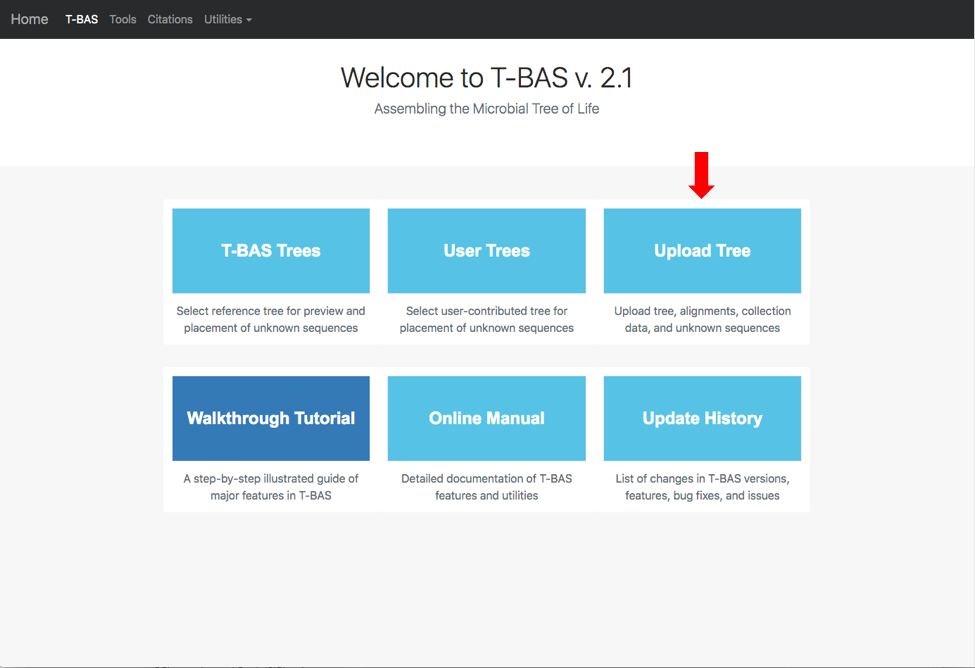 Home T-BAS Tools Citations Utilities
Welcome to T-BAS v. 2.1
Assembling the Microbial Tree of Life
T-BAS Trees
Select reference tree for preview and
placement of unknown sequences
User Trees
Select user-contributed tree for
placement of unknown sequences
Upload Tree
Upload tree, alignments, collection
data, and unknown sequences
Walkthrough Tutorial
A step-by-step illustrated guide of
major features in T-BAS
Online Manual
Detailed documentation of T-BAS
features and utilities
Update History
List of changes in T-BAS versions,
features, bug fixes, and issues